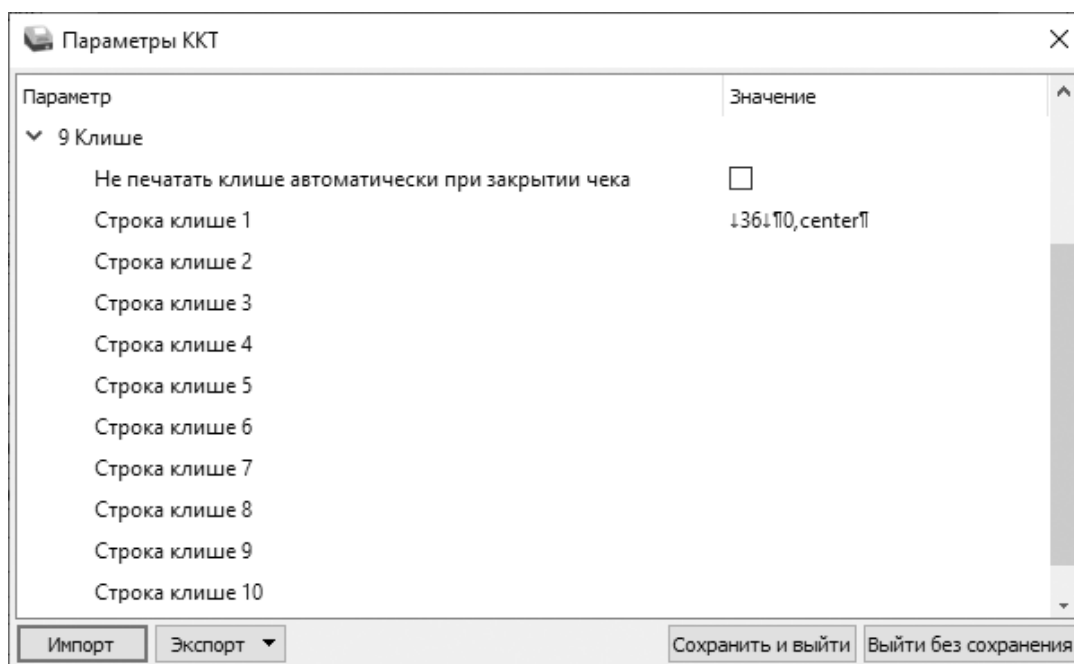 Параметры ККТ
Параметр Значение
9 Клише
Не печатать клише автоматически при закрытии чека
Строка клише 1 ↓36↓¶0,center¶
Строка клише 2
Строка клише 3
Строка клише 4
Строка клише 5
Строка клише 6
Строка клише 7
Строка клише 8
Строка клише 9
Строка клише 10
Импорт Экспорт Сохранить и выйти Выйти без сохранения